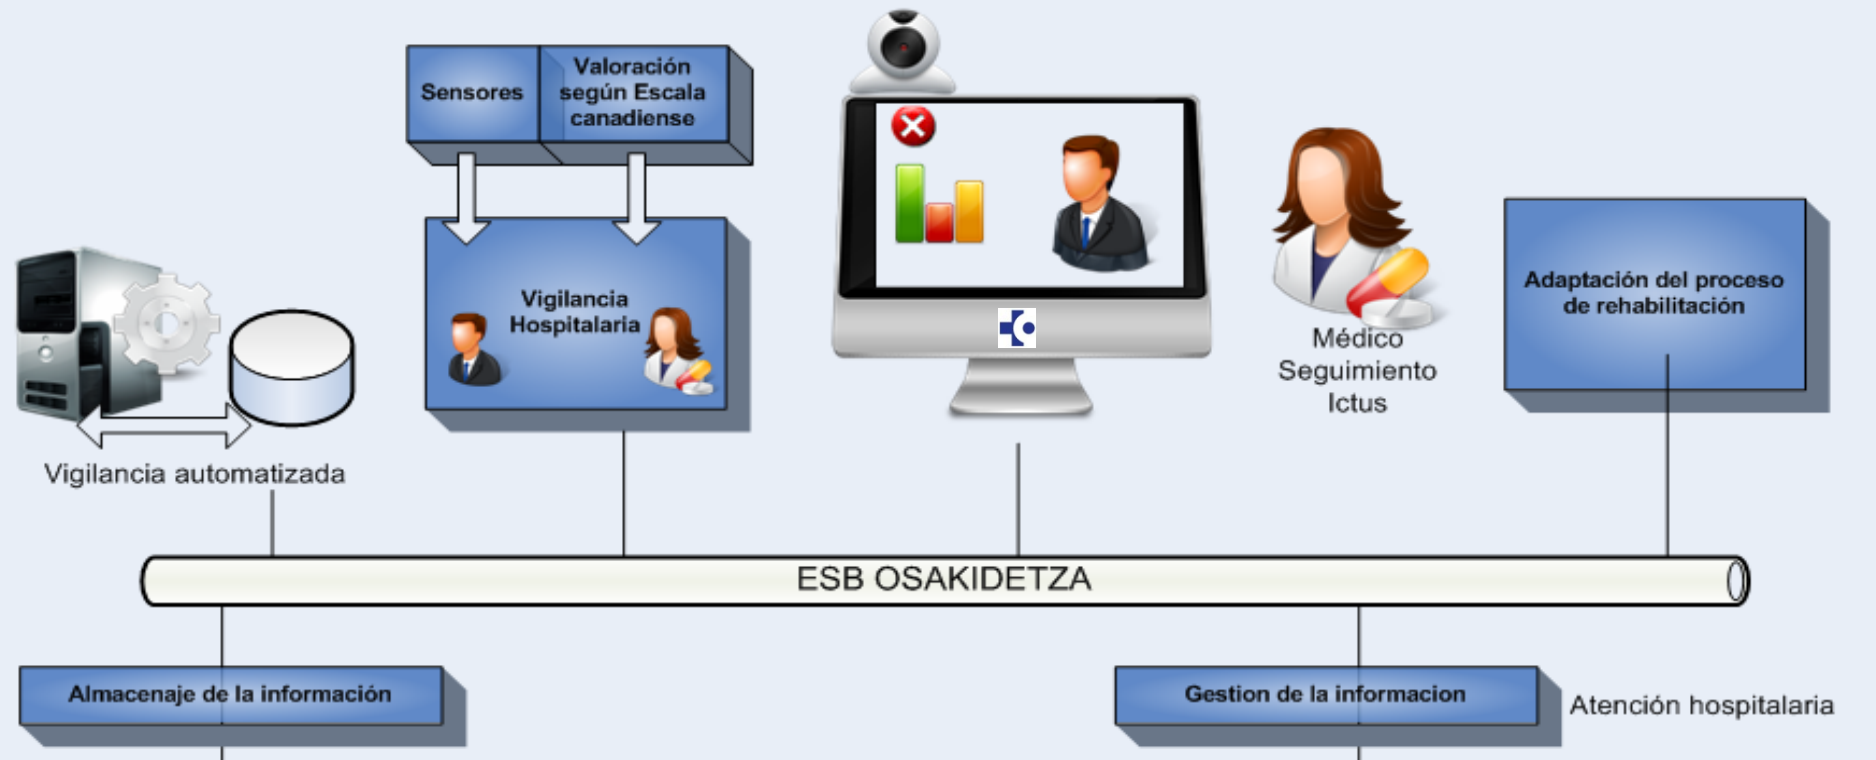 Sensores
Valoración
según Escala
canadiense
Vigilancia
Hospitalaria
Médico
Seguimiento
Ictus
Adaptación del proceso
de rehabilitación
Vigilancia automatizada
ESB OSAKIDETZA
Almacenaje de la información
Gestion de la informacion
Atención hospitalaria